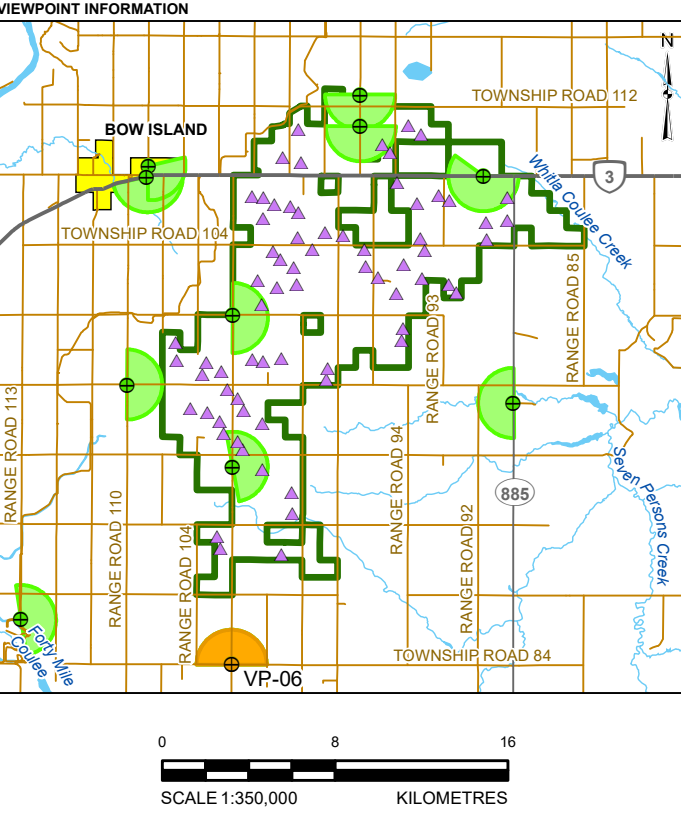 VIEWPOINT INFORMATION
N
TOWNSHIP ROAD 112
BOW ISLAND
3
Whitla Coulee Creek
TOWNSHIP ROAD 104
RANGE ROAD 85
RANGE ROAD 93
RANGE ROAD 113
RANGE ROAD 94
Seven Persons Creek
885
RANGE ROAD 110
RANGE ROAD 92
RANGE ROAD 104
Forty Mile
Coulee
TOWNSHIP ROAD 84
VP-06
0 8 16
SCALE 1:350,000 KILOMETRES